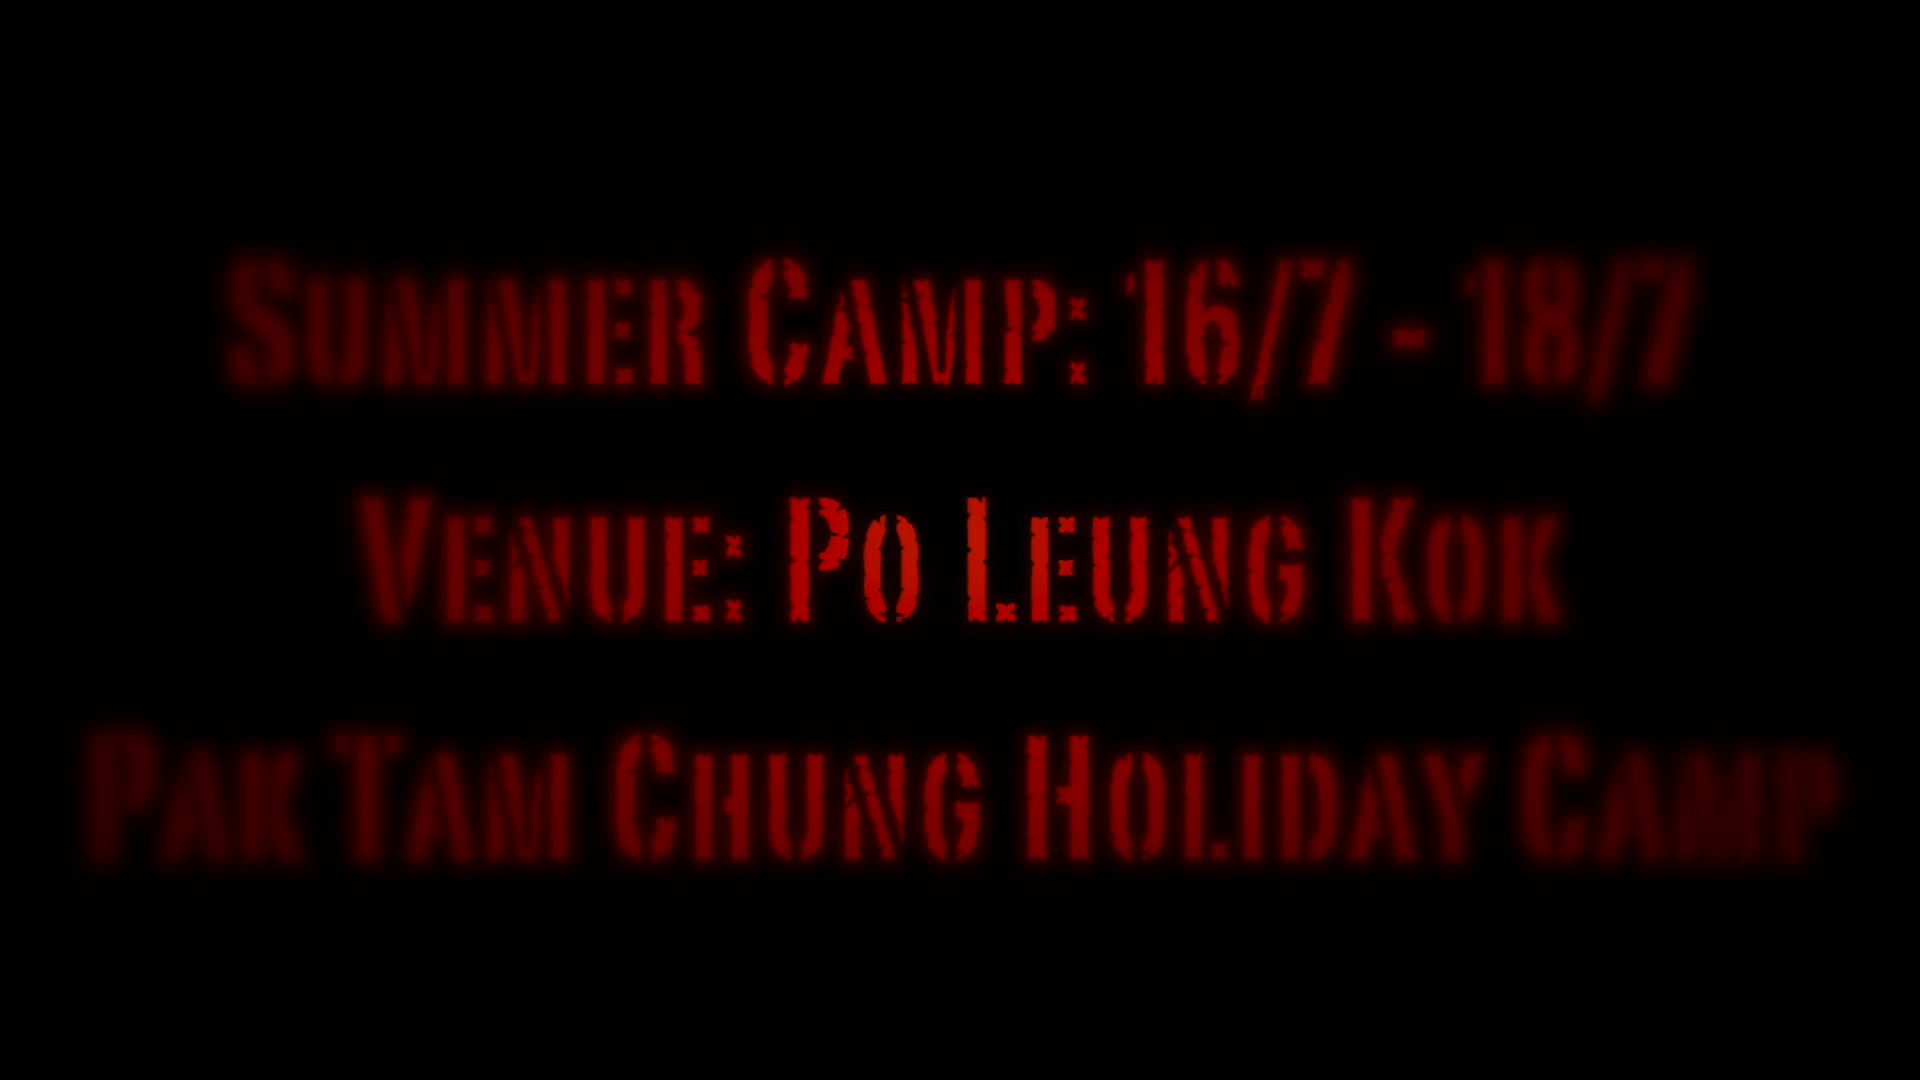 Summer Camp: 16/7 - 18/7
Venue: Po Leung Kok
Pak Tam Chung Holiday Camp